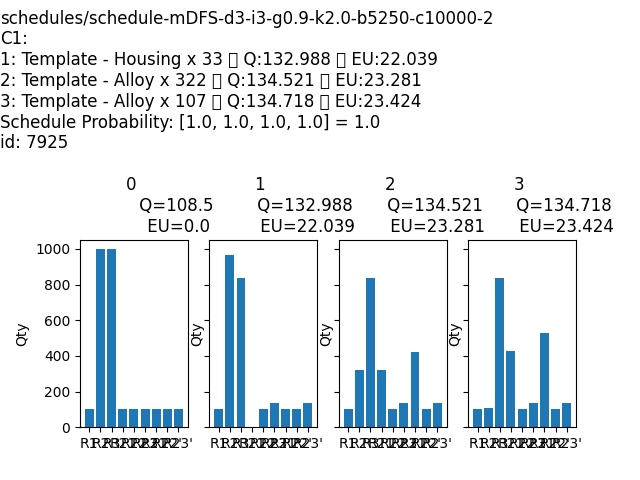 schedules/schedule-mDFS-d3-i3-g0.9-k2.0-b5250-c10000-2
C1:
1: Template - Housing x 33 Q:132.988 EU:22.039
2: Template - Alloy x 322 Q:134.521 EU:23.281
3: Template - Alloy x 107 Q:134.718 EU:23.424
Schedule Probability: [1.0, 1.0, 1.0, 1.0] = 1.0
id: 7925
0
Q=108.5
EU=0.0
1
Q=132.988
EU=22.039
2
Q=134.521
EU=23.281
3
Q=134.718
EU=23.424
1000
800
600
400
200
0
Qty
Qty
Qty
Qty
R1
R1
R1
R1